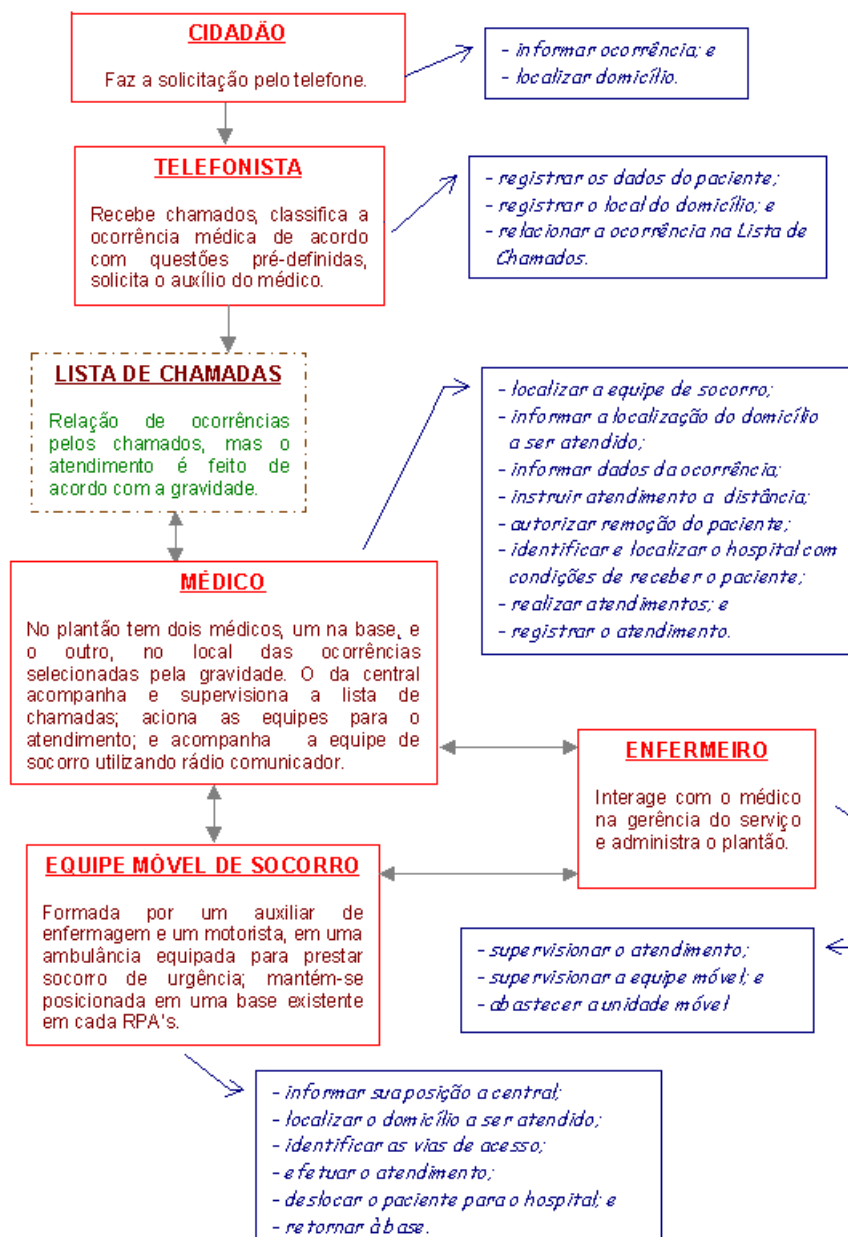 CIDADÃO
Faz a solicitação pelo telefone.
- informar ocorrência; e
- localizar domicílio.
TELEFONISTA
Recebe chamados, classifica a
ocorrência médica de acordo
com questões pré-definidas,
solicita o auxílio do médico.
- registrar os dados do paciente;
- registrar o local do domicílio; e
- relacionar a ocorrência na Lista de
Chamados.
LISTA DE CHAMADAS
Relação de ocorrências
pelos chamados, mas o
atendimento é feito de
acordo com a gravidade.
- localizar a equipe de socorro;
- informar a localização do domicílio
a ser atendido;
- informar dados da ocorrência;
- instruir atendimento a distância;
- autorizar remoção do paciente;
- identificar e localizar o hospital com
condições de receber o paciente;
- realizar atendimentos; e
- registrar o atendimento.
MÉDICO
No plantão tem dois médicos, um na base, e
o outro, no local das ocorrências
selecionadas pela gravidade. O da central
acompanha e supervisiona a lista de
chamadas; aciona as equipes para o
atendimento; e acompanha a equipe de
socorro utilizando rádio comunicador.
ENFERMEIRO
Interage com o médico
na gerência do serviço
e administra o plantão.
EQUIPE MÓVEL DE SOCORRO
Formada por um auxiliar de
enfermagem e um motorista, em uma
ambulância equipada para prestar
socorro de urgência; mantém-se
posicionada em uma base existente
em cada RPA's.
- supervisionar o atendimento;
- supervisionar a equipe móvel; e
- abastecer a unidade móvel
- informar sua posição a central;
- localizar o domicílio a ser atendido;
- identificar as vias de acesso;
- efetuar o atendimento;
- deslocar o paciente para o hospital; e
- retornar à base.